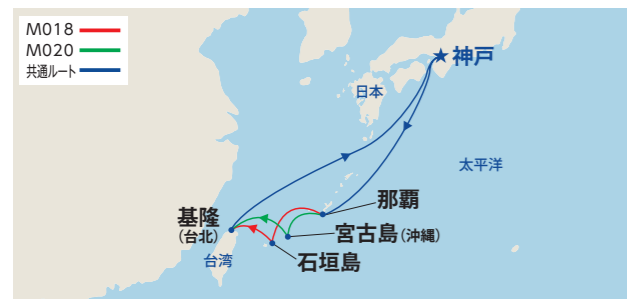 M018
M020
共通ルート
神戸
日本
太平洋
那覇
基隆
(台北)
宮古島(沖縄)
台湾
石垣島